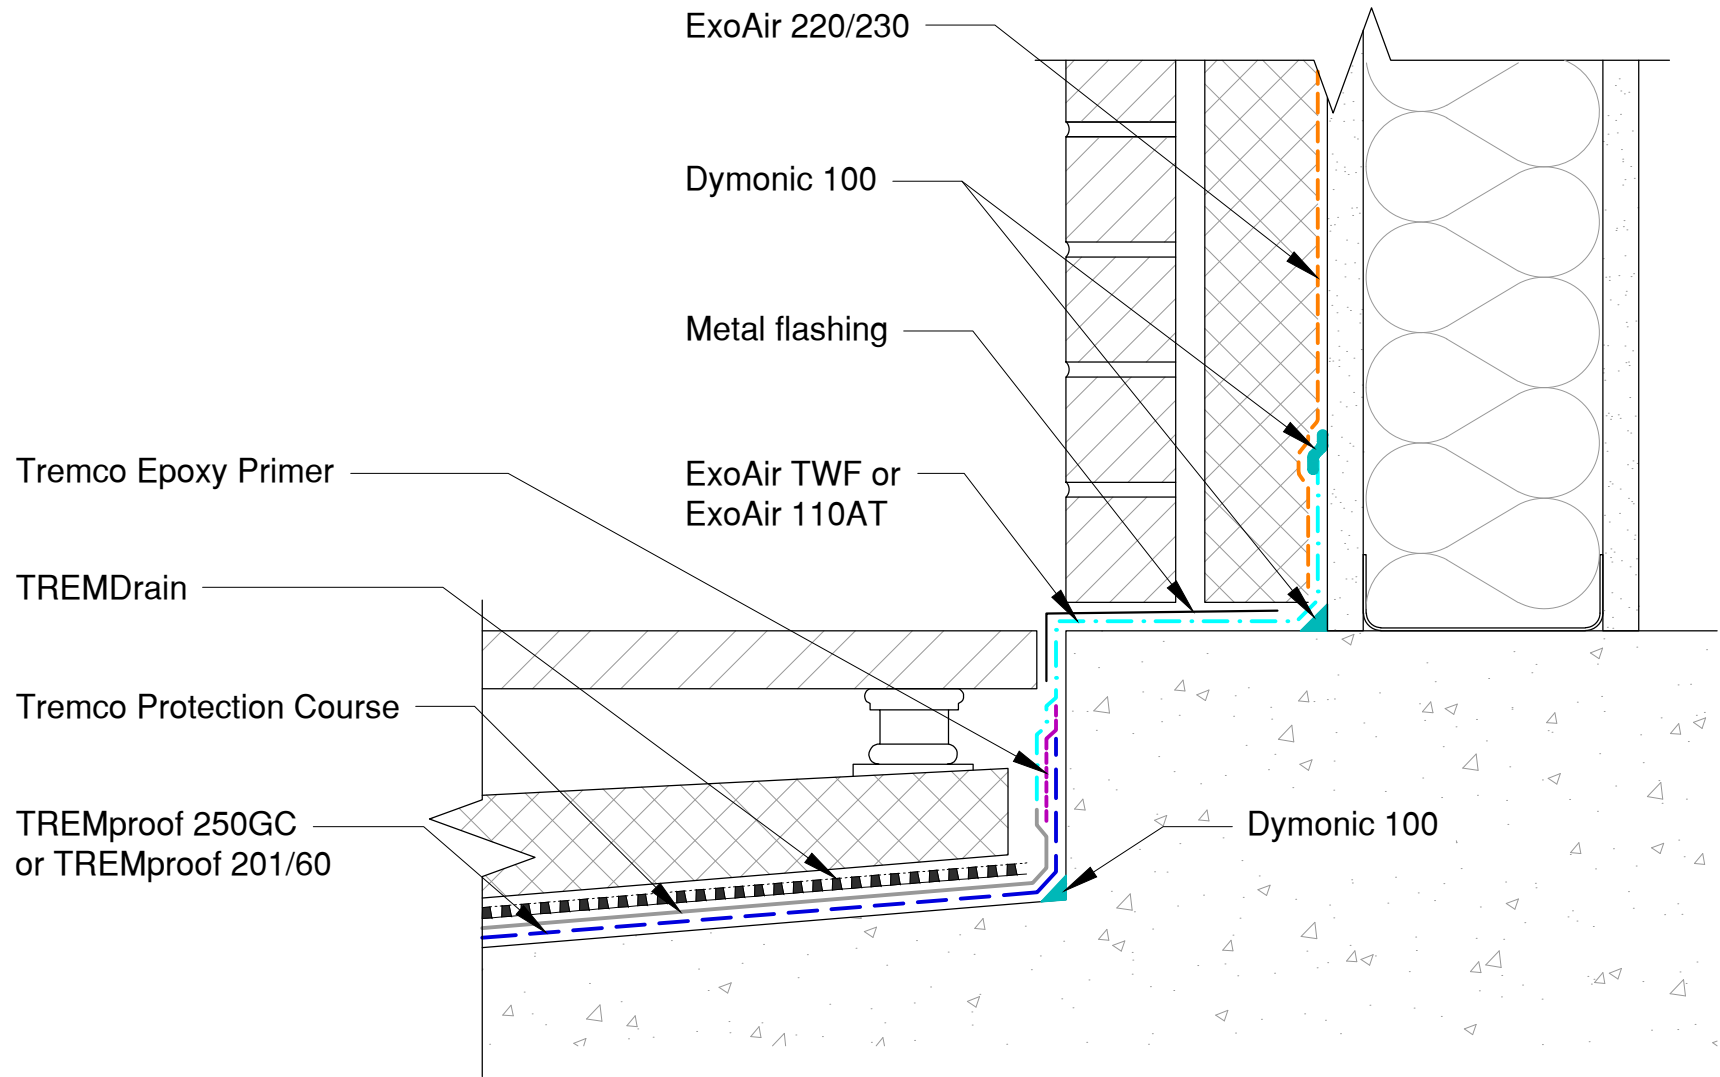 ExoAir 220/230
Dymonic 100
Metal flashing
Tremco Epoxy Primer
ExoAir TWF or
ExoAir 110AT
TREMDrain
Tremco Protection Course
TREMproof 250GC
or TREMproof 201/60
Dymonic 100